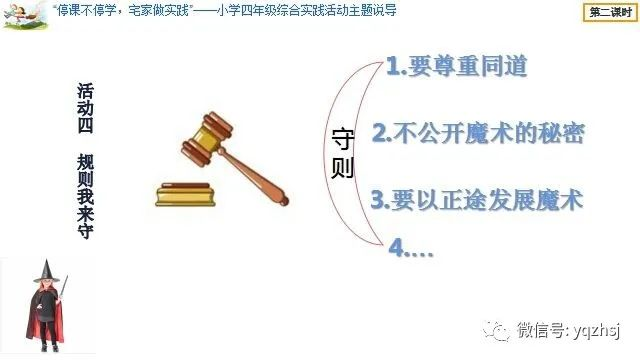 “停课不停学，宅家做实践”——小学四年级综合实践活动主题说导
第二课时
活动四 规则我来守
守则
1.要尊重同道
2.不公开魔术的秘密
3.要以正途发展魔术
4.….
微信号: yqzhsj